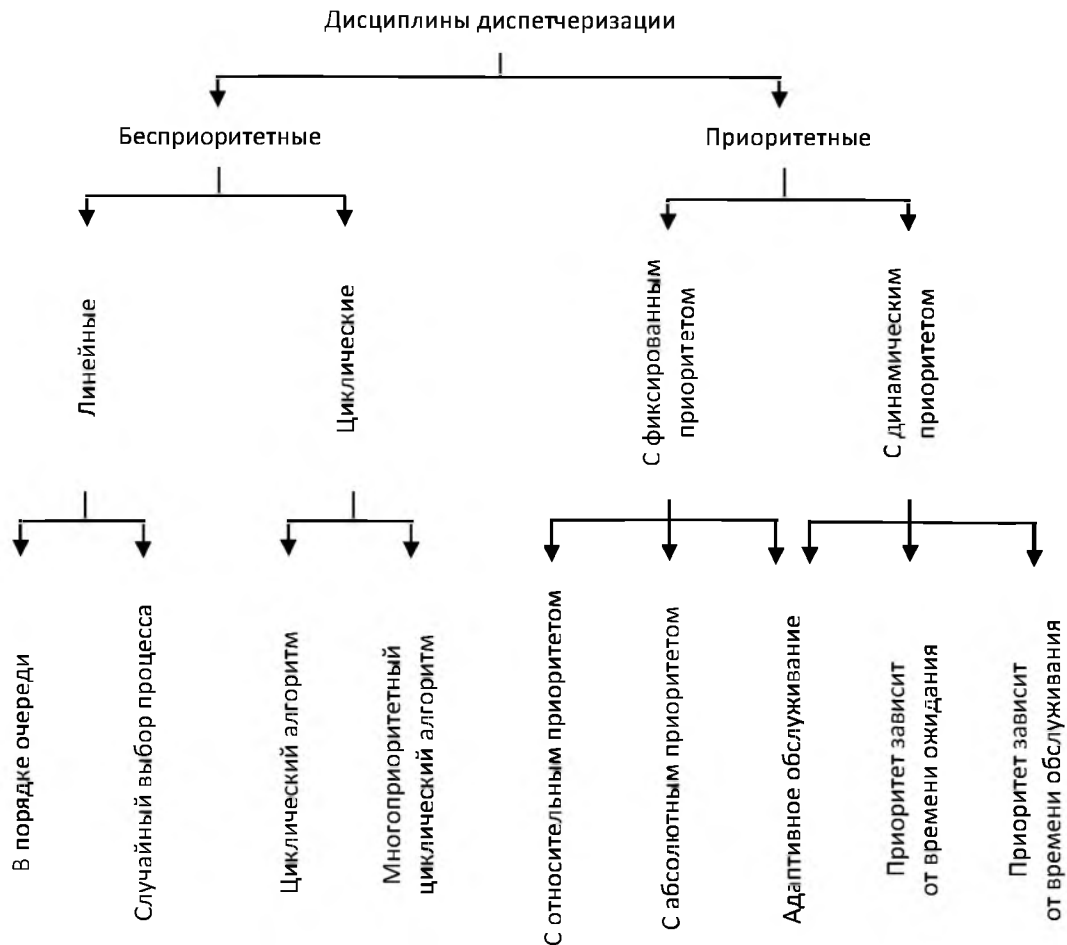 Дисциплины диспетчеризации
Бесприоритетные
Приоритетные
Линейные
Циклические
С фиксированным
приоритетом
С динамическим
приоритетом
В порядке очереди
Случайный выбор процесса
Циклический алгоритм
Многоприоритетный
циклический алгоритм
С относительным приоритетом
С абсолютным приоритетом
Адаптивное обслуживание
Приоритет зависит
от времени ожидания
Приоритет зависит
от времени обслуживания